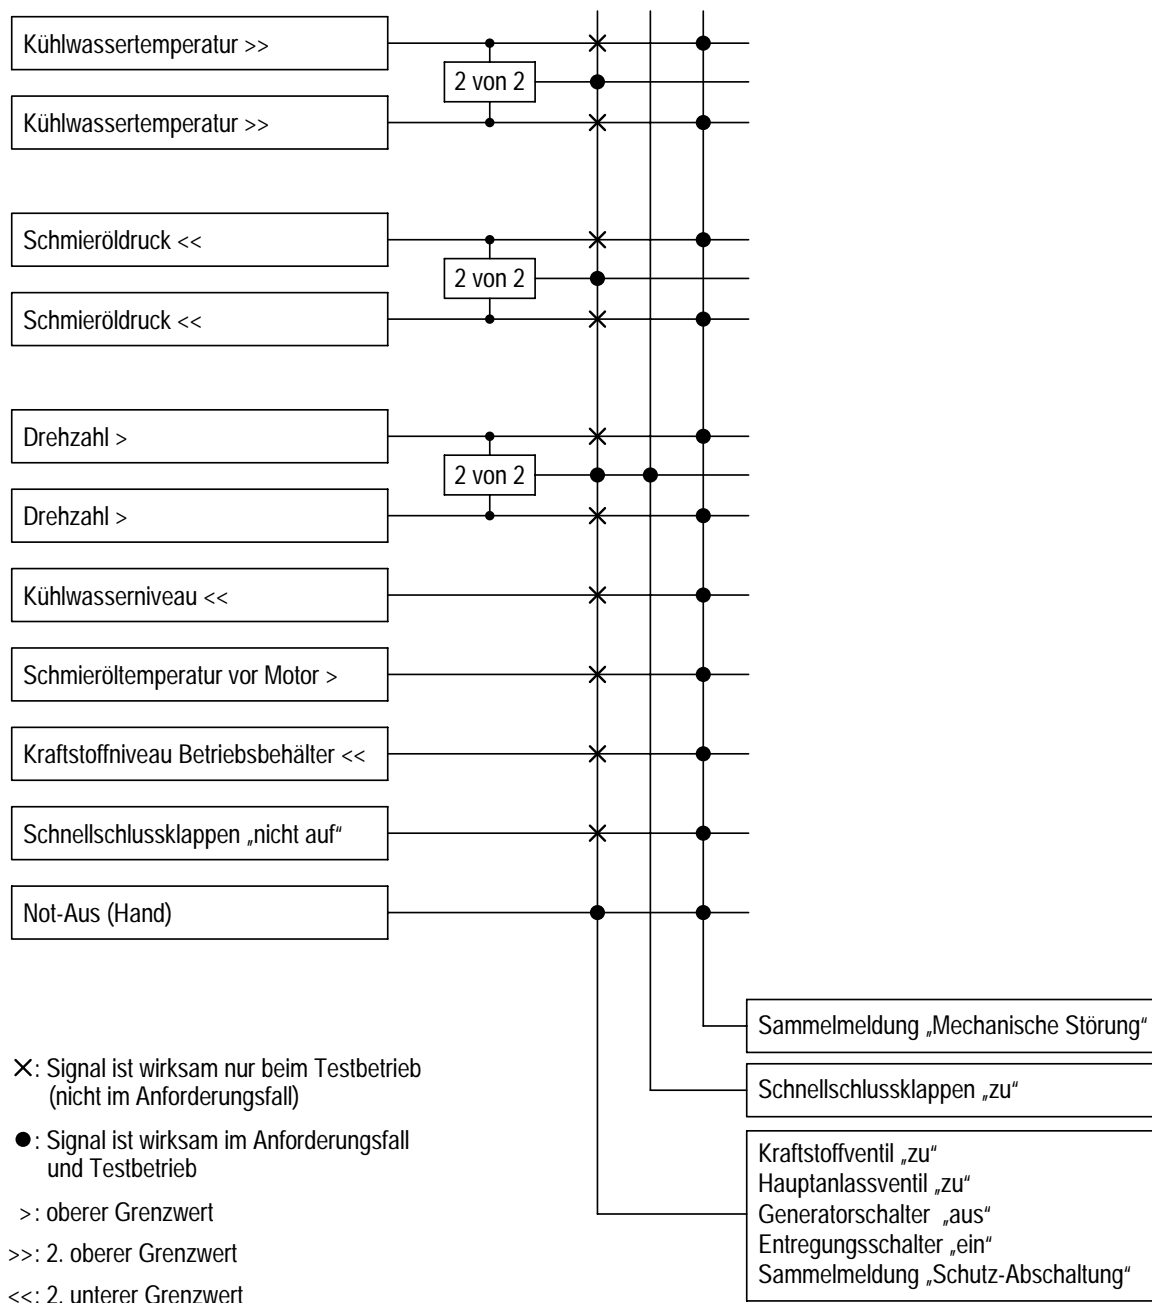 Kühlwassertemperatur >>
2 von 2
Kühlwassertemperatur >>
Schmieröldruck <<
2 von 2
Schmieröldruck <<
Drehzahl >
2 von 2
Drehzahl >
Kühlwasserniveau <<
Schmieröltemperatur vor Motor >
Kraftstoffniveau Betriebsbehälter <<
Schnellschlussklappen „nicht auf“
Not-Aus (Hand)
Sammelmeldung „Mechanische Störung“
Schnellschlussklappen „zu“
Kraftstoffventil „zu“
Hauptanlassventil „zu“
Generatorschalter „aus“
Entregungsschalter „ein“
Sammelmeldung „Schutz-Abschaltung“
×: Signal ist wirksam nur beim Testbetrieb
(nicht im Anforderungsfall)
●: Signal ist wirksam im Anforderungsfall
und Testbetrieb
>: oberer Grenzwert
>>: 2. oberer Grenzwert
<<: 2. unterer Grenzwert